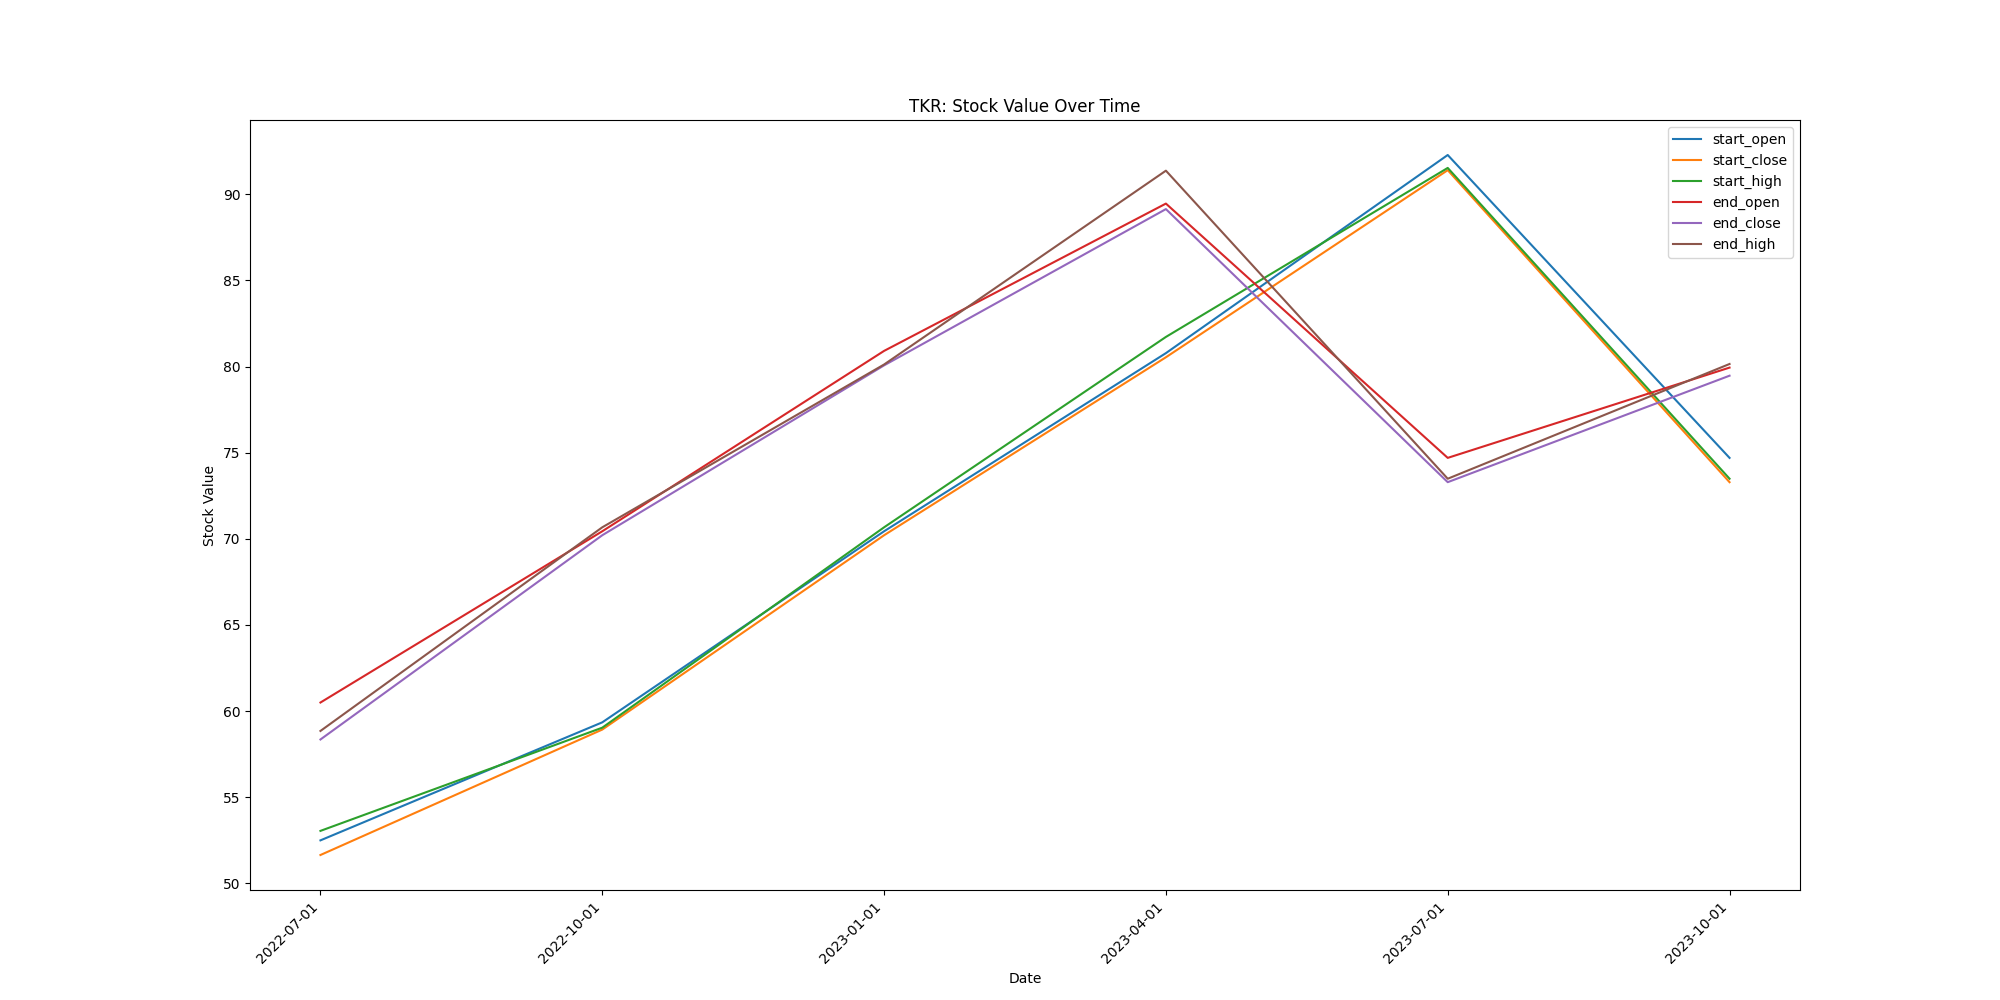 TKR: Stock Value Over Time
start_open
start_close
start_high
end_open
end_close
end_high
Stock Value
90
85
80
75
70
65
60
55
50
2022-07-01
2022-10-01
2023-01-01
2023-04-01
2023-07-01
2023-10-01
Date